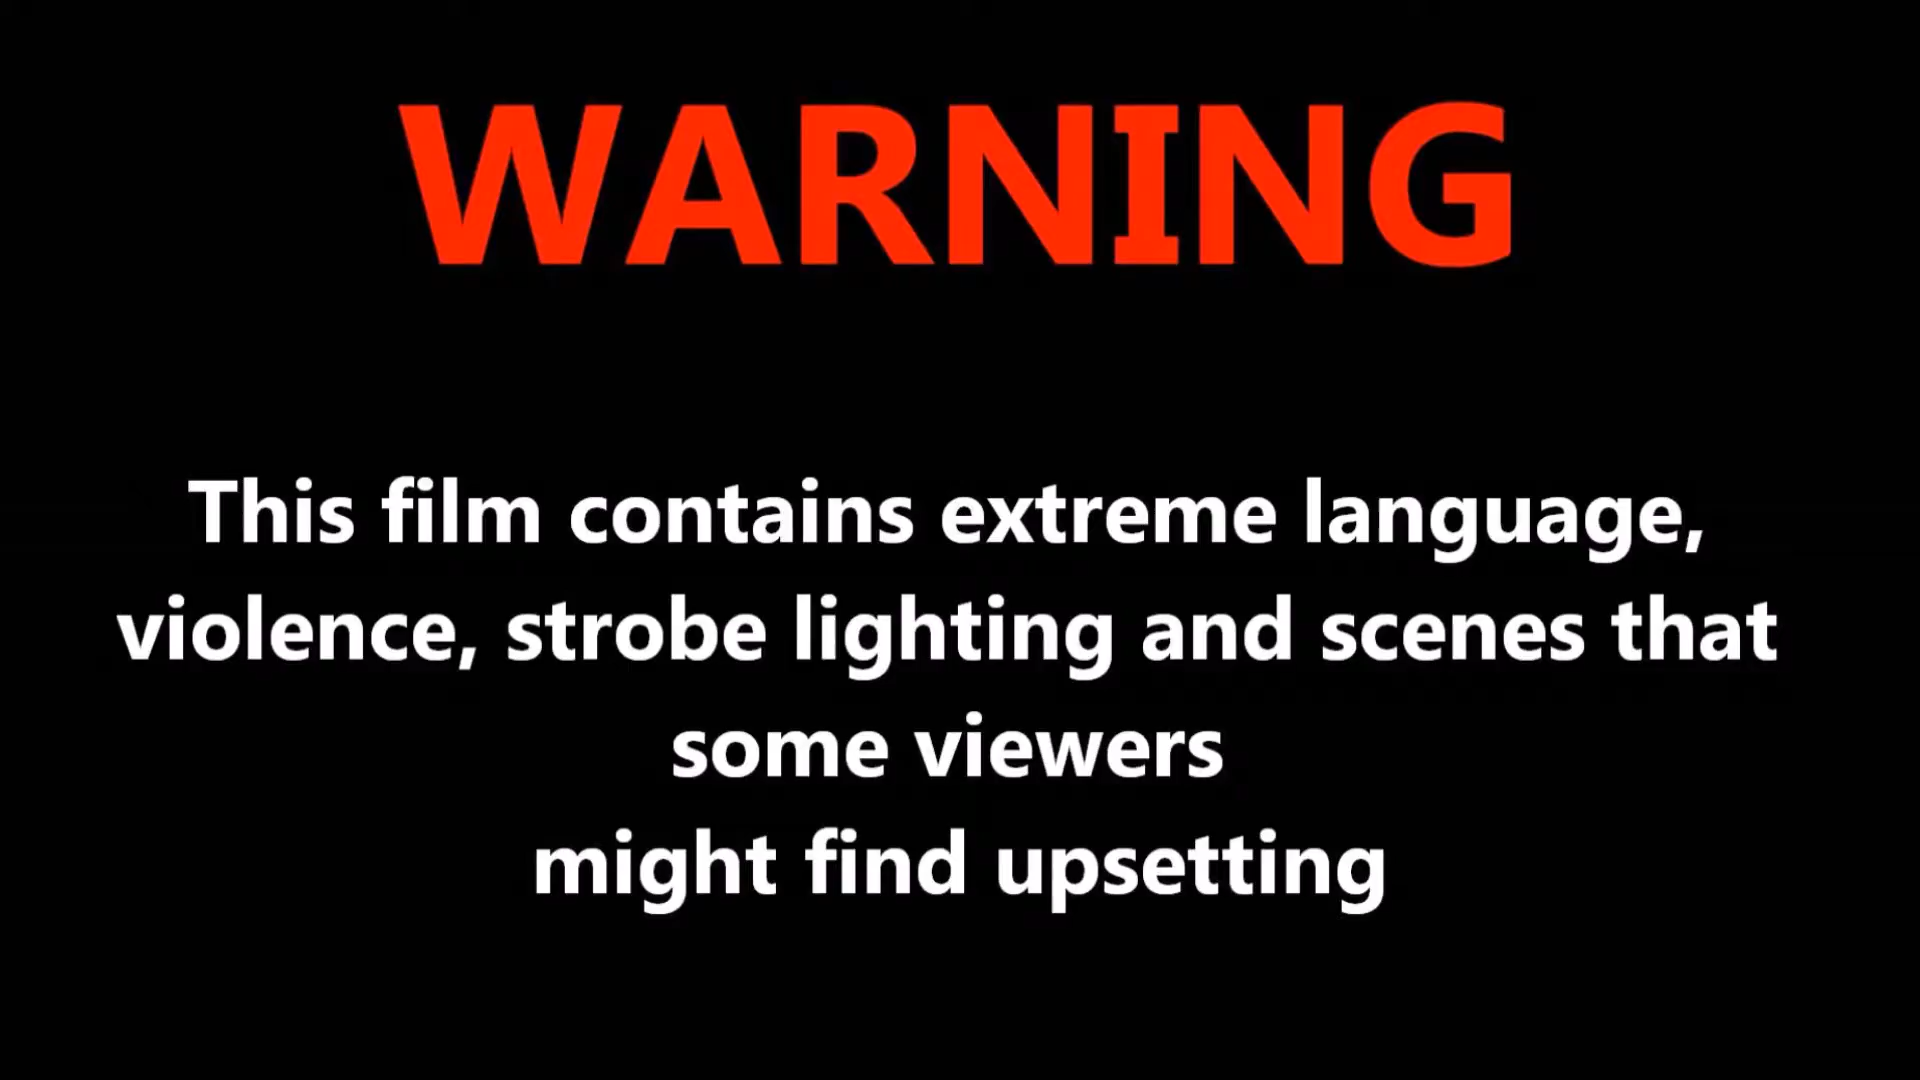 WARNING
This film contains extreme language,
violence, strobe lighting and scenes that
some viewers
might find upsetting